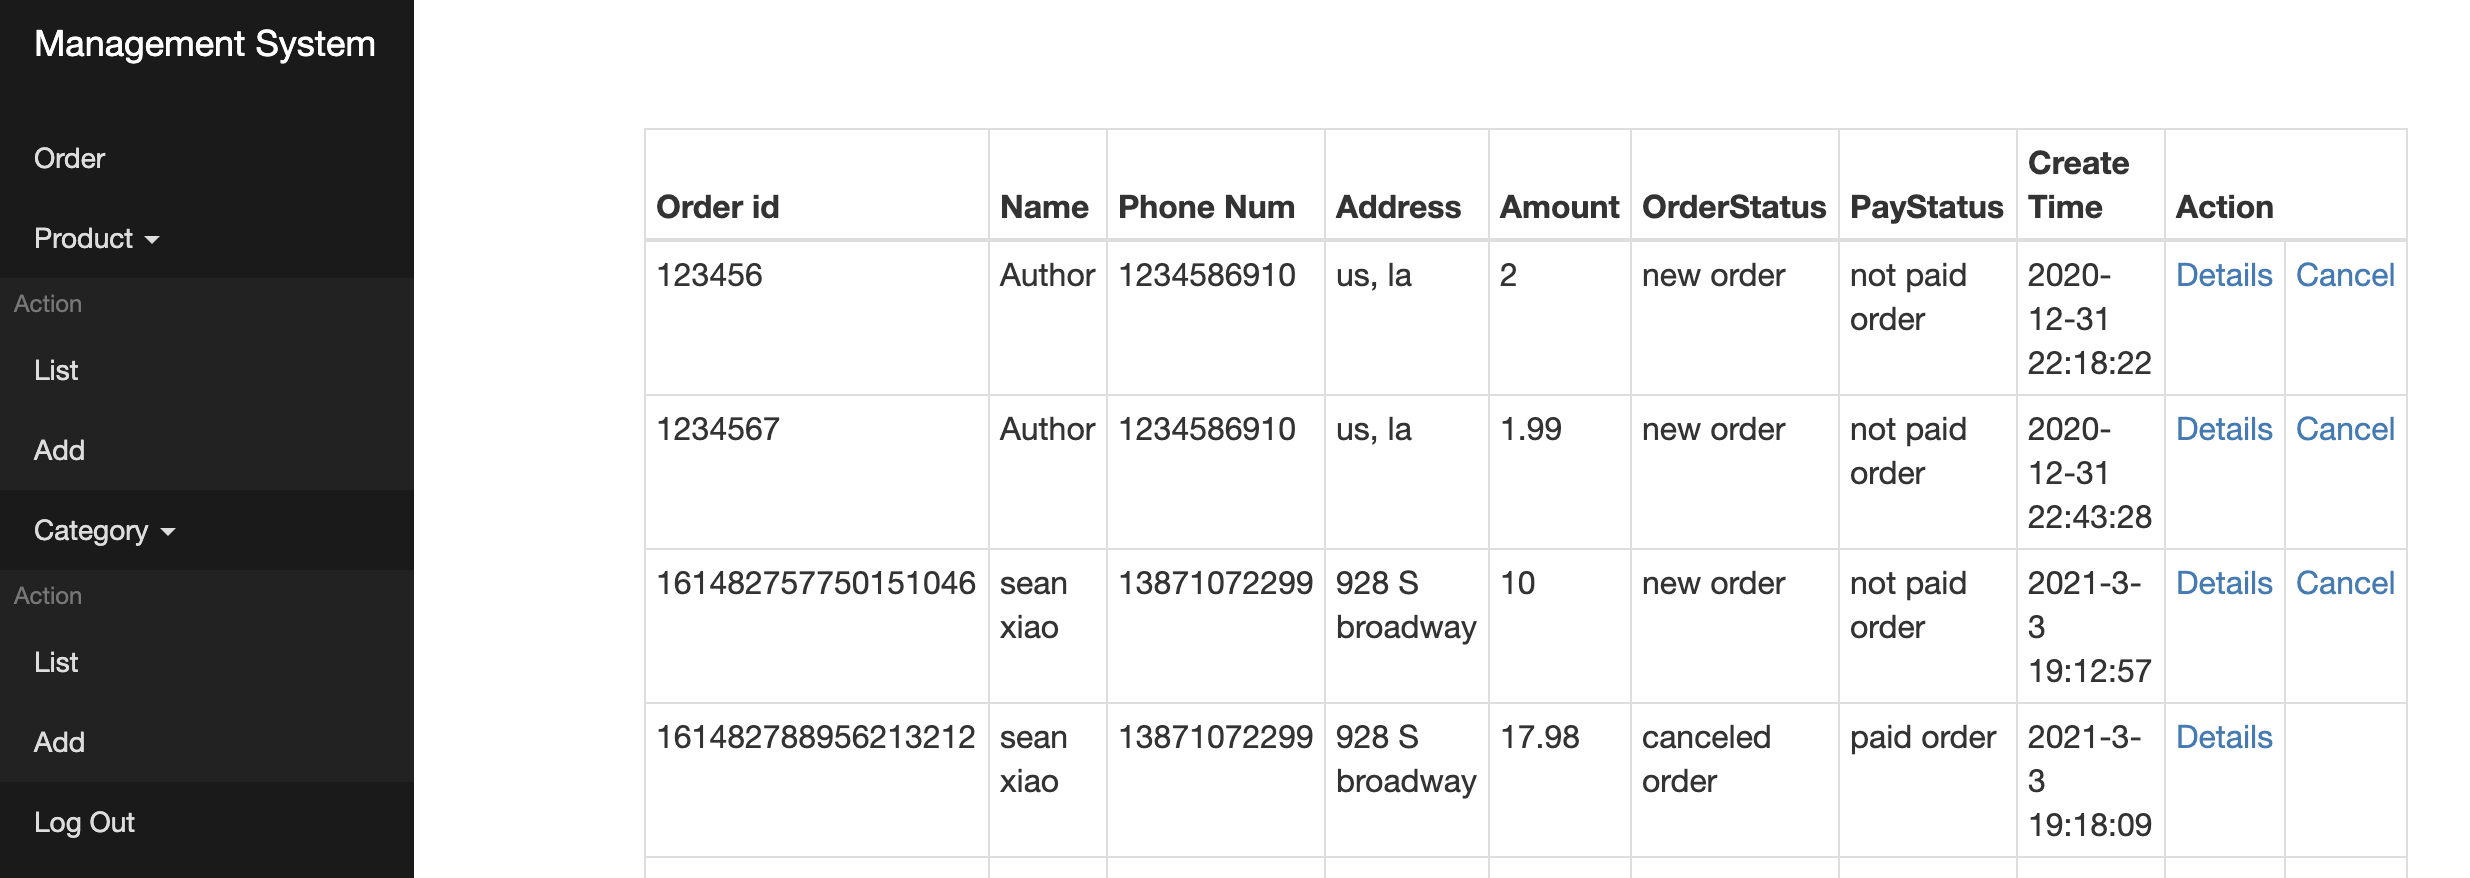 Management System
Order
Product
Action
List
Add
Category
Action
List
Add
Log Out
Order id Name Phone Num Address Amount OrderStatus PayStatus Create Time Action
123456 Author 1234586910 us, la 2 new order not paid order 2020-12-31 22:18:22 Details Cancel
1234567 Author 1234586910 us, la 1.99 new order not paid order 2020-12-31 22:43:28 Details Cancel
161482757750151046 sean xiao 13871072299 928 S broadway 10 new order not paid order 2021-3-3 19:12:57 Details Cancel
161482788956213212 sean xiao 13871072299 928 S broadway 17.98 canceled order paid order 2021-3-3 19:18:09 Details